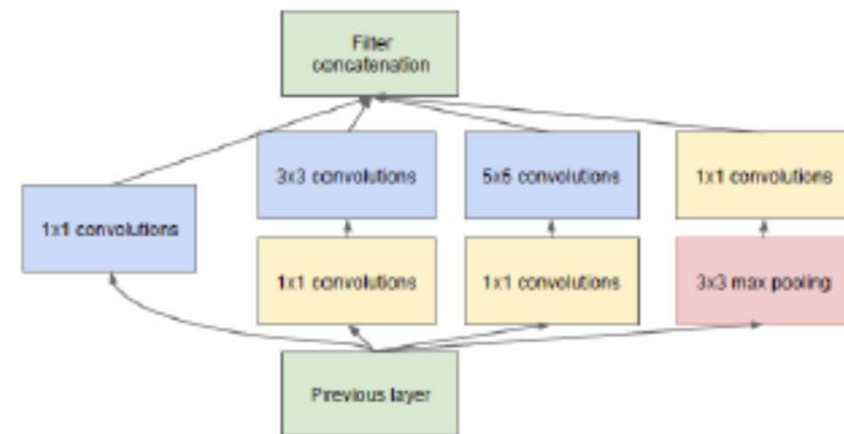 Filter
concatenation
3x3 convolutions
5x5 convolutions
1x1 convolutions
1x1 convolutions
1x1 convolutions
1x1 convolutions
3x3 max pooling
Previous layer